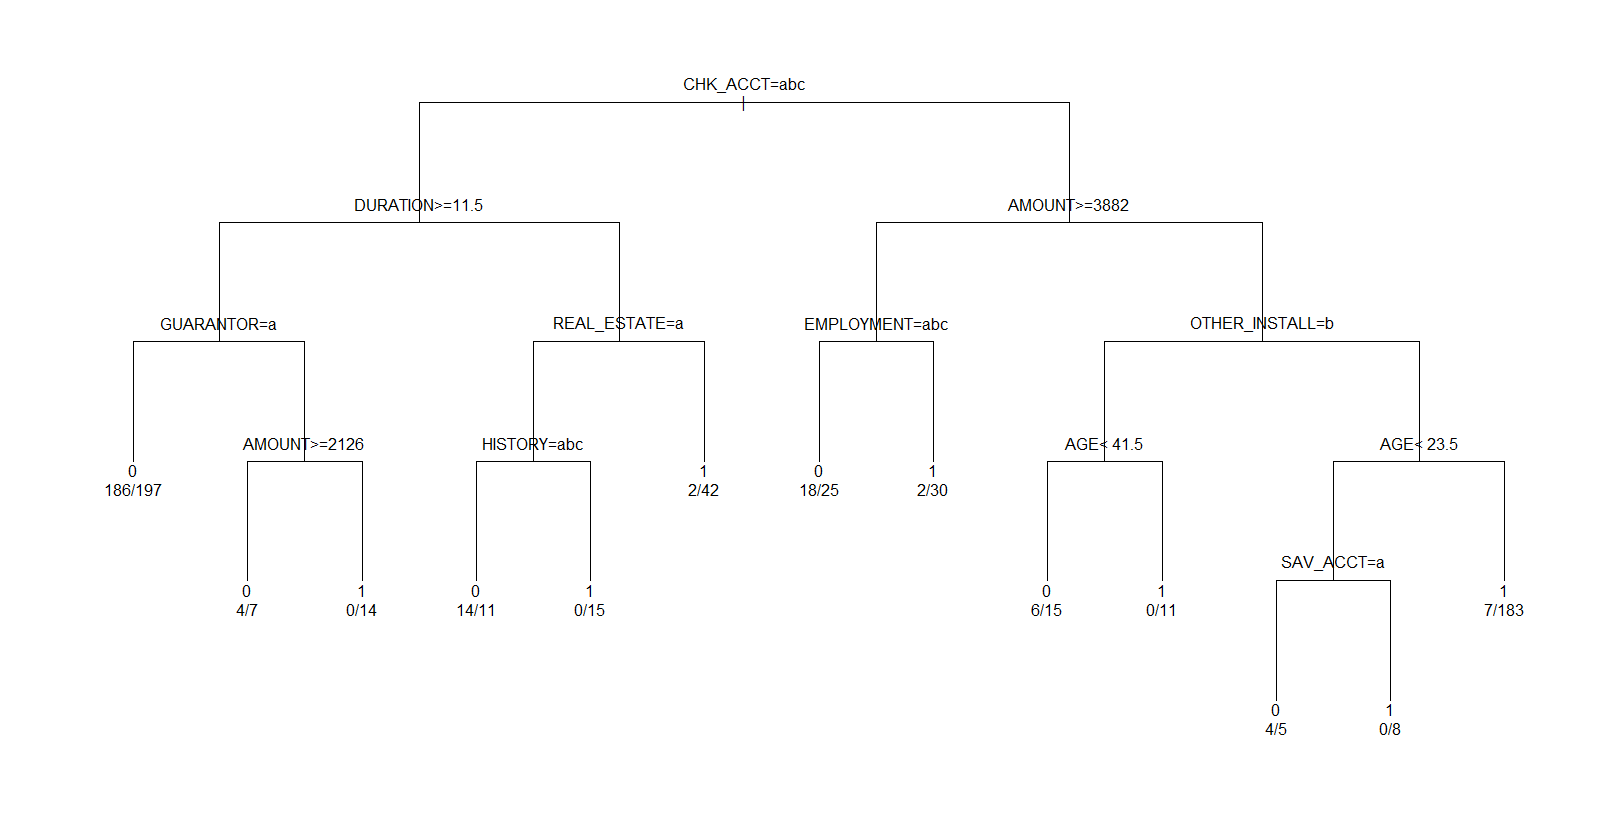 CHK_ACCT=abc
DURATION>=11.5
AMOUNT>=3882
GUARANTOR=a
REAL_ESTATE=a
EMPLOYMENT=abc
OTHER_INSTALL=b
AMOUNT>=2126
HISTORY=abc
AGE< 41.5
AGE< 23.5
0
186/197
1
2/42
0
18/25
1
2/30
SAV_ACCT=a
0
4/7
1
0/14
0
14/11
1
0/15
0
6/15
1
0/11
1
7/183
0
4/5
1
0/8